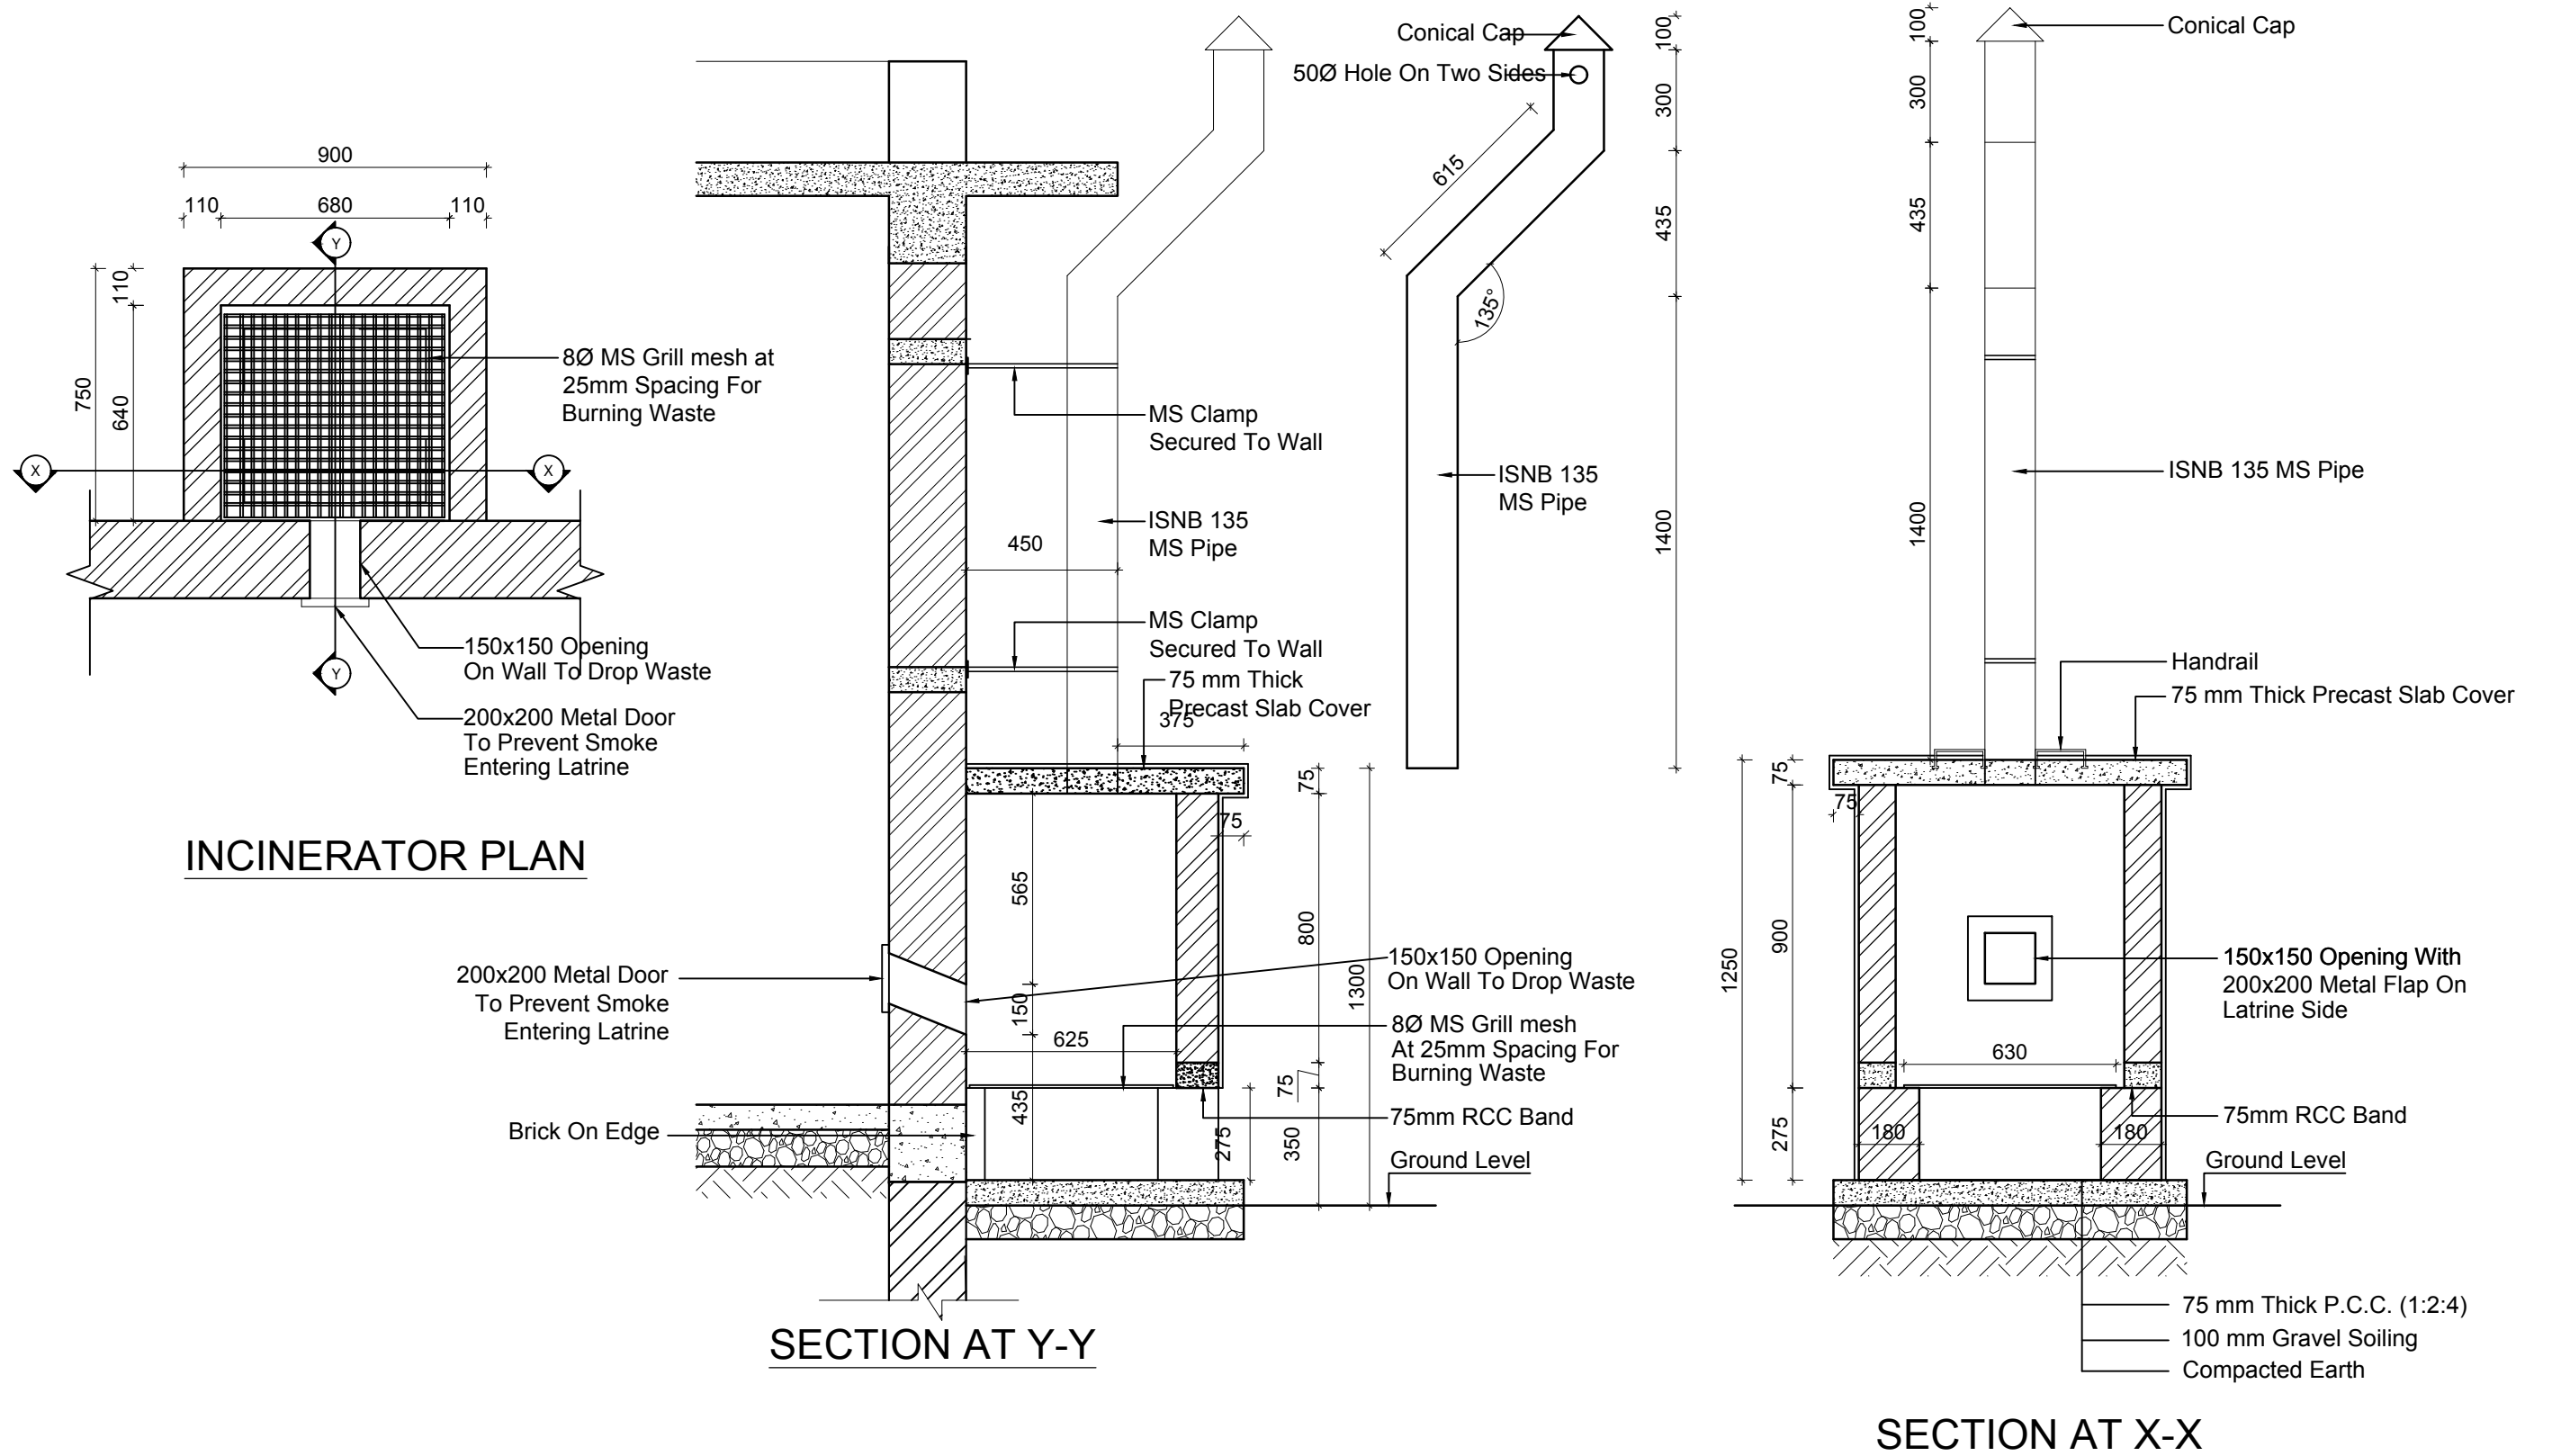 900
110
680
110
Y
110
750
640
8Ø MS Grill mesh at
25mm Spacing For
Burning Waste
X
X
150x150 Opening
On Wall To Drop Waste
Y
200x200 Metal Door
To Prevent Smoke
Entering Latrine
INCINERATOR PLAN
MS Clamp
Secured To Wall
ISNB 135
MS Pipe
450
MS Clamp
Secured To Wall
75 mm Thick
Precast Slab Cover
375
75
75
565
800
1300
200x200 Metal Door
To Prevent Smoke
Entering Latrine
150x150 Opening
On Wall To Drop Waste
150
625
8Ø MS Grill mesh
At 25mm Spacing For
Burning Waste
75
435
75mm RCC Band
Brick On Edge
275
350
Ground Level
SECTION AT Y-Y
Conical Cap
50Ø Hole On Two Sides
615
135°
ISNB 135
MS Pipe
100
300
435
1400
100
300
435
1400
Conical Cap
ISNB 135 MS Pipe
Handrail
75 mm Thick Precast Slab Cover
75
75
900
1250
150x150 Opening With
200x200 Metal Flap On
Latrine Side
630
75mm RCC Band
275
180
180
Ground Level
75 mm Thick P.C.C. (1:2:4)
100 mm Gravel Soiling
Compacted Earth
SECTION AT X-X